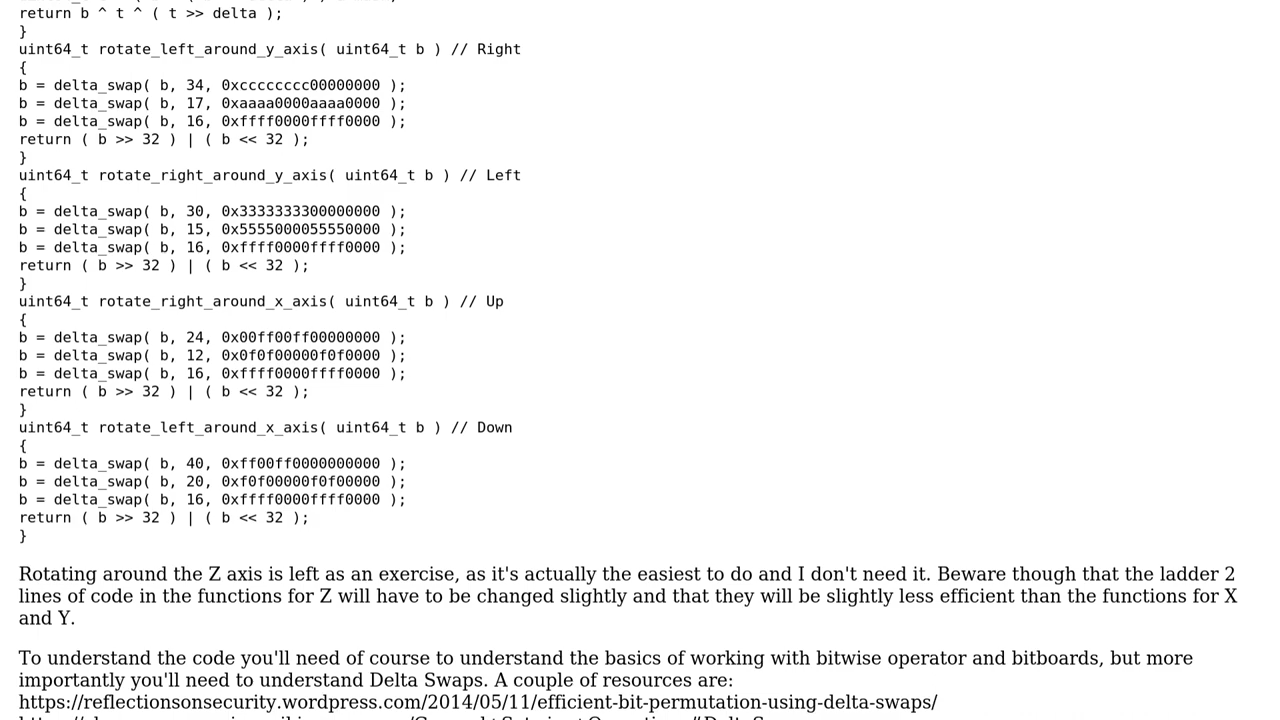 return b ^ t ^ ( t >> delta );
}
uint64_t rotate_left_around_y_axis( uint64_t b ) // Right
{
b = delta_swap( b, 34, 0xcccccccc00000000 );
b = delta_swap( b, 17, 0xaaaa0000aaaa0000 );
b = delta_swap( b, 16, 0xffff0000ffff0000 );
return ( b >> 32 ) | ( b << 32 );
}
uint64_t rotate_right_around_y_axis( uint64_t b ) // Left
{
b = delta_swap( b, 30, 0x3333333300000000 );
b = delta_swap( b, 15, 0x5555000055550000 );
b = delta_swap( b, 16, 0xffff0000ffff0000 );
return ( b >> 32 ) | ( b << 32 );
}
uint64_t rotate_right_around_x_axis( uint64_t b ) // Up
{
b = delta_swap( b, 24, 0x00ff00ff00000000 );
b = delta_swap( b, 12, 0x0f0f00000f0f0000 );
b = delta_swap( b, 16, 0xffff0000ffff0000 );
return ( b >> 32 ) | ( b << 32 );
}
uint64_t rotate_left_around_x_axis( uint64_t b ) // Down
{
b = delta_swap( b, 40, 0xff00ff0000000000 );
b = delta_swap( b, 20, 0xf0f00000f0f00000 );
b = delta_swap( b, 16, 0xffff0000ffff0000 );
return ( b >> 32 ) | ( b << 32 );
}
Rotating around the Z axis is left as an exercise, as it's actually the easiest to do and I don't need it. Beware though that the ladder 2
lines of code in the functions for Z will have to be changed slightly and that they will be slightly less efficient than the functions for X
and Y.
To understand the code you'll need of course to understand the basics of working with bitwise operator and bitboards, but more
importantly you'll need to understand Delta Swaps. A couple of resources are:
https://reflectionsonsecurity.wordpress.com/2014/05/11/efficient-bit-permutation-using-delta-swaps/